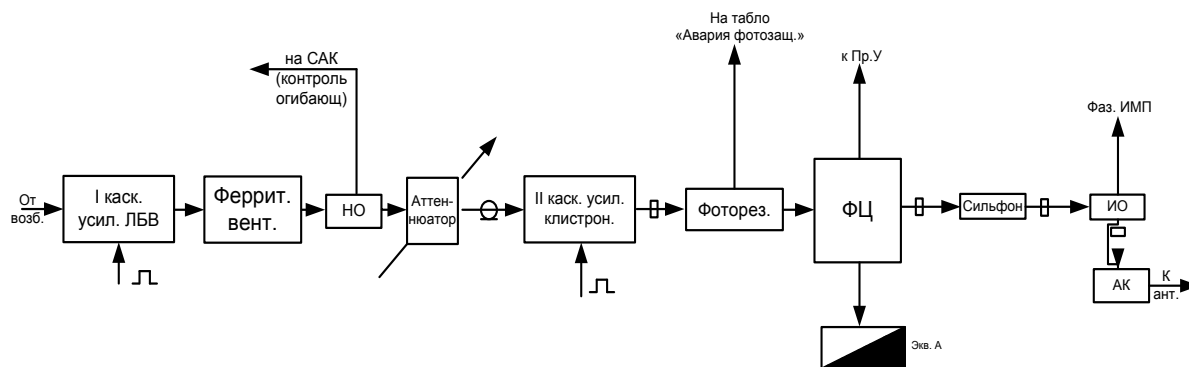 На табло
«Авария фотозащ.»
к Пр.У
на САК
(контроль
огибающ)
Фаз. ИМП
От
возб.
I каск.
усил. ЛБВ
Феррит.
вент.
НО
Аттен-
нюатор
II каск. усил.
клистрон.
Фоторез.
ФЦ
Сильфон
ИО
АК
К
ант.
Экв. А